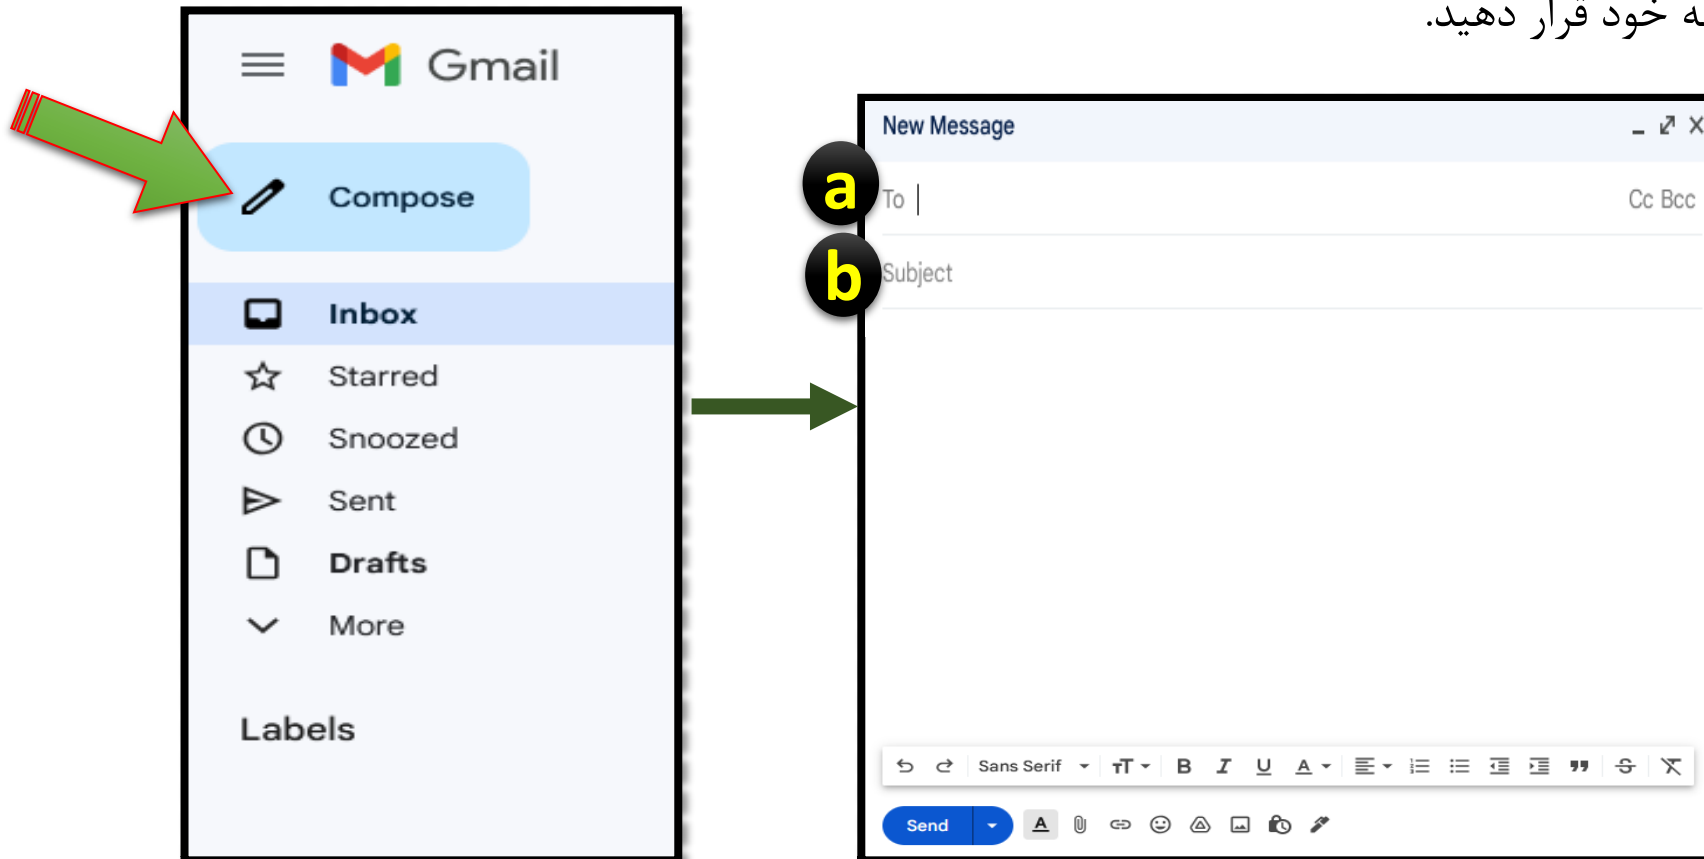 خود قرار دهید.
Gmail
Compose
Inbox
Starred
Snoozed
Sent
Drafts
More
Labels
New Message
a
To
Cc Bcc
b
Subject
Sans Serif
Send